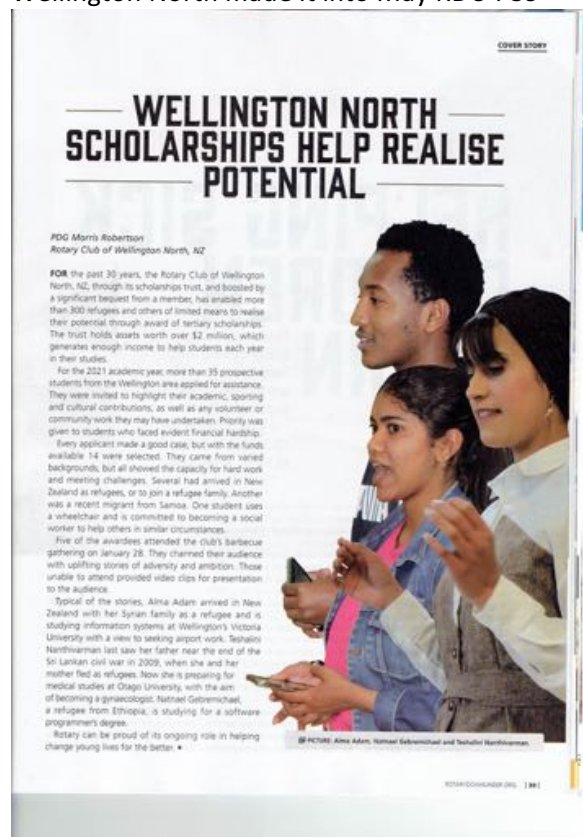 COVER STORY
WELLINGTON NORTH
SCHOLARSHIPS HELP REALISE
POTENTIAL
PDG Morris Robertson
Rotary Club of Wellington North, NZ
FOR the past 30 years, the Rotary Club of Wellington
North, NZ, through its scholarships trust, and boosted by
a significant bequest from a member, has enabled more
than 300 refugees and others of limited means to realise
their potential through award of tertiary scholarships.
The trust holds assets worth over $2 million, which
generates enough income to help students each year
in their studies.
For the 2021 academic year, more than 35 prospective
students from the Wellington area applied for assistance.
They were invited to highlight their academic, sporting
and cultural contributions, as well as any volunteer or
community work they may have undertaken. Priority was
given to students who faced evident financial hardship.
Every applicant made a good case, but with the funds
available 14 were selected. They came from varied
backgrounds, but all showed the capacity for hard work
and meeting challenges. Several had arrived in New
Zealand as refugees, or to join a refugee family. Another
was a recent migrant from Samoa. One student uses
a wheelchair and is committed to becoming a social
worker to help others in similar circumstances.
Five of the awardees attended the club's barbecue
gathering on January 28. They charmed their audience
with uplifting stories of adversity and ambition. Those
unable to attend provided video clips for presentation
to the audience.
Typical of the stories, Alma Adam arrived in New
Zealand with her Syrian family as a refugee and is
studying information systems at Wellington's Victoria
University with a view to seeking airport work. Teshalini
Nanthivarman last saw her father near the end of the
Sri Lankan civil war in 2009, when she and her
mother fled as refugees. Now she is preparing for
medical studies at Otago University, with the aim
of becoming a gynaecologist. Natnael Gebremichael,
a refugee from Ethiopia, is studying for a software
programmer's degree.
Rotary can be proud of its ongoing role in helping
change young lives for the better. •
PICTURE: Alma Adam, Natnael Gebremichael and Teshalini Nanthivarman.
ROTARYDOWNUNDER.ORG | 39 |